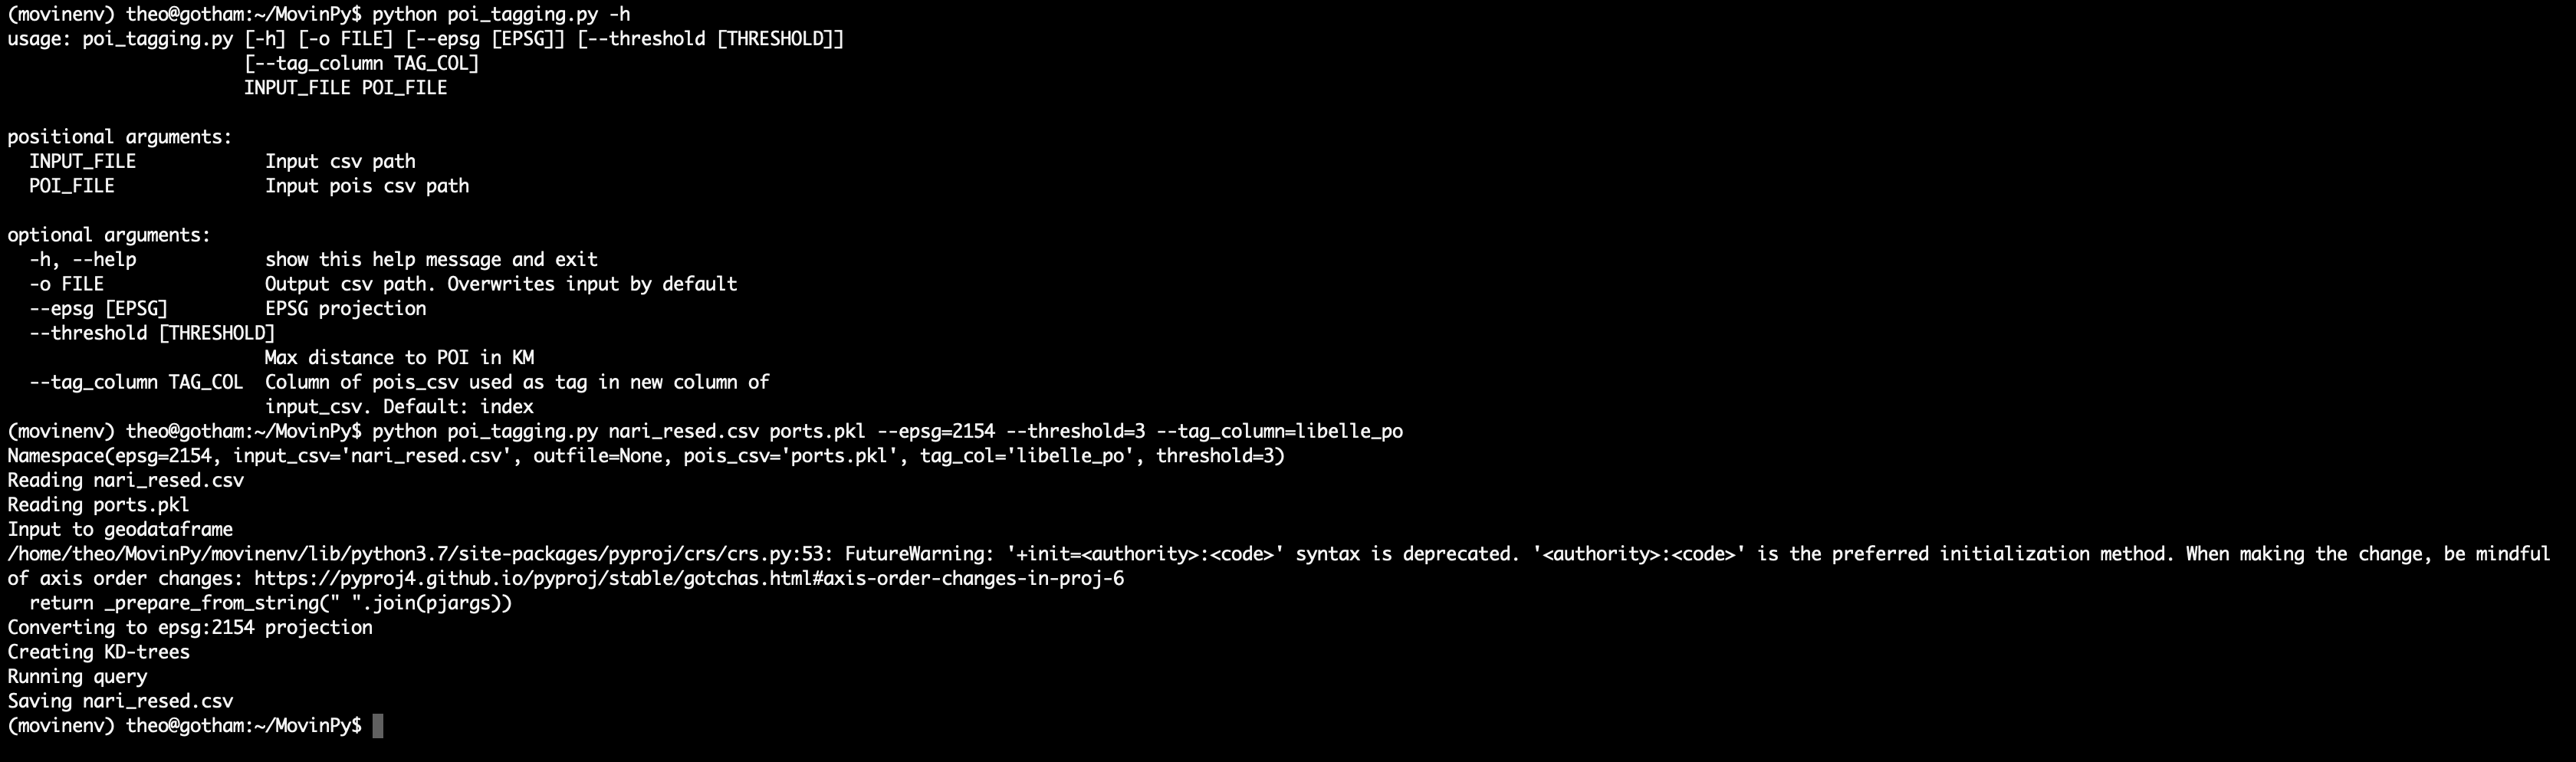 (movinenv) theo@gotham:~/MovinPy$ python poi_tagging.py -h
usage: poi_tagging.py [-h] [-o FILE] [--epsg [EPSG]] [--threshold [THRESHOLD]]
                      [--tag_column TAG_COL]
                      INPUT_FILE POI_FILE

positional arguments:
  INPUT_FILE            Input csv path
  POI_FILE              Input pois csv path

optional arguments:
  -h, --help            show this help message and exit
  -o FILE               Output csv path. Overwrites input by default
  --epsg [EPSG]         EPSG projection
  --threshold [THRESHOLD]
                        Max distance to POI in KM
  --tag_column TAG_COL  Column of pois_csv used as tag in new column of
                        input_csv. Default: index
(movinenv) theo@gotham:~/MovinPy$ python poi_tagging.py nari_resed.csv ports.pkl --epsg=2154 --threshold=3 --tag_column=libelle_po
Namespace(epsg=2154, input_csv='nari_resed.csv', outfile=None, pois_csv='ports.pkl', tag_col='libelle_po', threshold=3)
Reading nari_resed.csv
Reading ports.pkl
Input to geodataframe
/home/theo/MovinPy/movinenv/lib/python3.7/site-packages/pyproj/crs/crs.py:53: FutureWarning: '+init=<authority>:<code>' syntax is deprecated. '<authority>:<code>' is the preferred initialization method. When making the change, be mindful
of axis order changes: https://pyproj4.github.io/pyproj/stable/gotchas.html#axis-order-changes-in-proj-6
  return _prepare_from_string(" ".join(pjargs))
Converting to epsg:2154 projection
Creating KD-trees
Running query
Saving nari_resed.csv
(movinenv) theo@gotham:~/MovinPy$